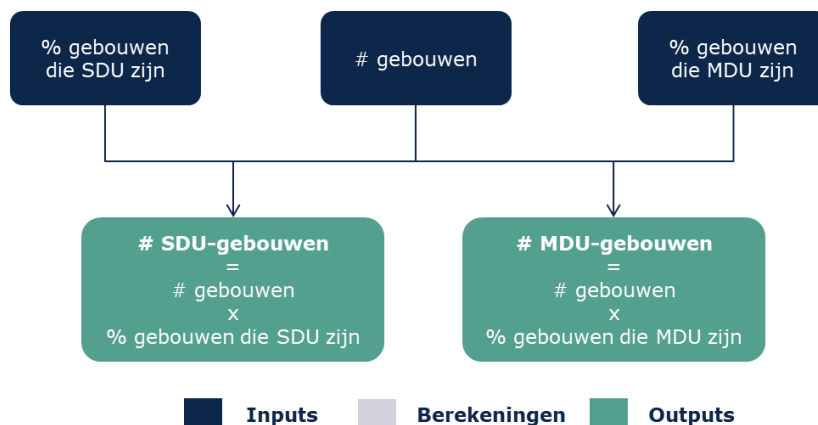 % gebouwen
die SDU zijn
# gebouwen
% gebouwen
die MDU zijn
# SDU-gebouwen
=
# gebouwen
x
% gebouwen die SDU zijn
# MDU-gebouwen
=
# gebouwen
x
% gebouwen die MDU zijn
Inputs
Berekeningen
Outputs